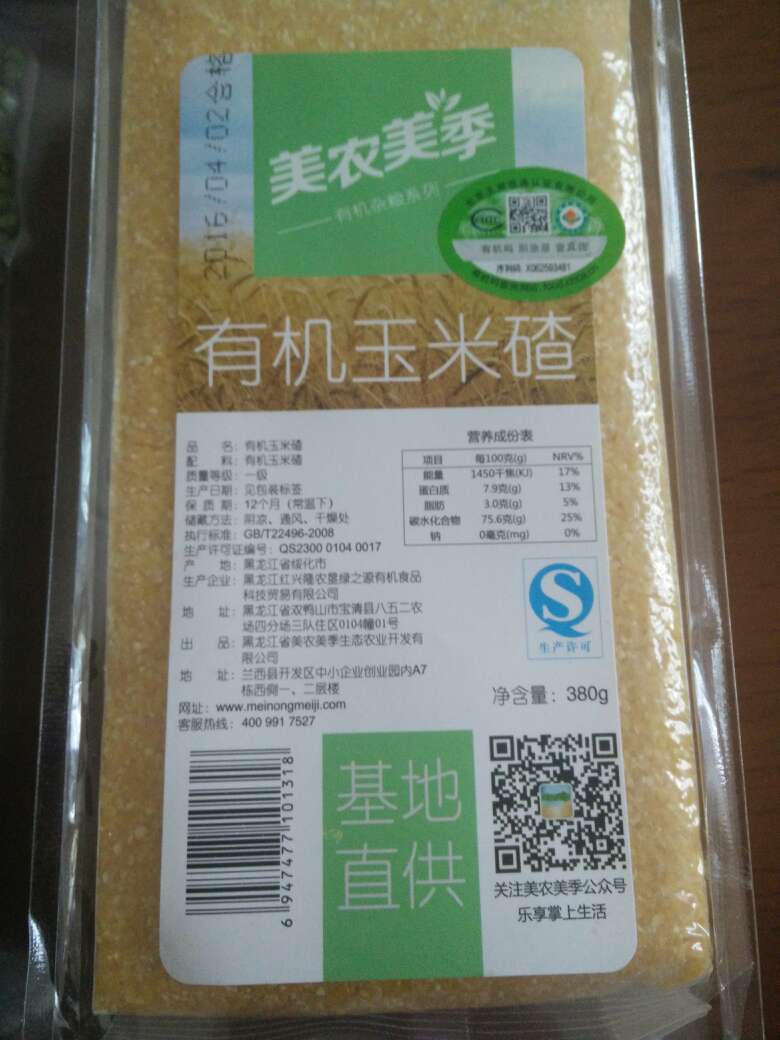 2016/04/02合格
美农美季
有机杂粮系列
有机码 刮涂层 查真伪
序列码 X062593481
有机玉米碴
品 名：有机玉米碴
配 料：有机玉米碴
质量等级：一级
生产日期：见包装标签
保 质 期：12个月（常温下）
储藏方法：阴凉、通风、干燥处
执行标准：GB/T22496-2008
生产许可证编号：QS2300 0104 0017
产 地：黑龙江省绥化市
生产企业：黑龙江红兴隆农垦绿之源有机食品
科技贸易有限公司
地 址：黑龙江省双鸭山市宝清县八五二农
场四分场三队住区0104幢01号
出 品：黑龙江省美农美季生态农业开发有
限公司
地 址：兰西县开发区中小企业创业园内A7
栋西侧一、二层楼
网址：www.meinongmeiji.com
客服热线：400 991 7527
营养成份表
项目 每100克(g) NRV%
能量 1450千焦(KJ) 17%
蛋白质 7.9克(g) 13%
脂肪 3.0克(g) 5%
碳水化合物 75.6克(g) 25%
钠 0毫克(mg) 0%
生产许可
净含量：380g
6 947477 101318
基地
直供
关注美农美季公众号
乐享掌上生活